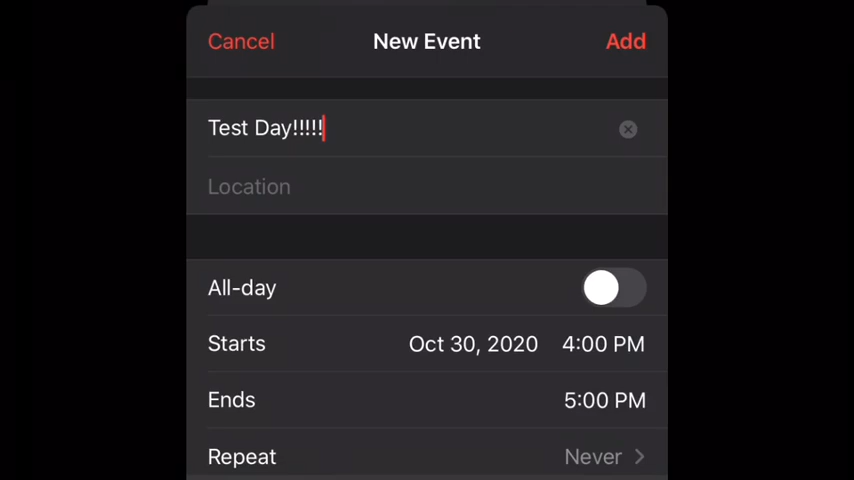 Cancel New Event Add
Test Day!!!!!
Location
All-day
Starts Oct 30, 2020 4:00 PM
Ends 5:00 PM
Repeat Never